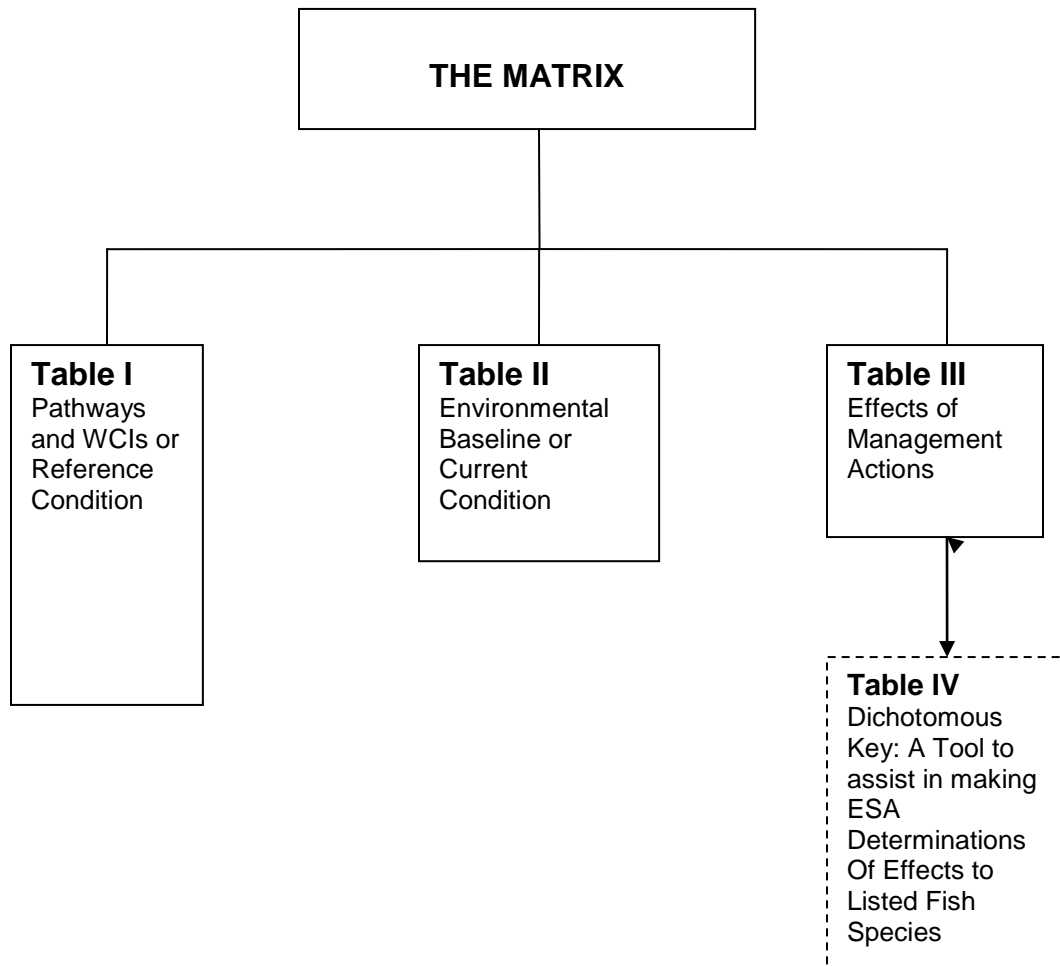 THE MATRIX
Table I
Pathways
and WCIs or
Reference
Condition
Table II
Environmental
Baseline or
Current
Condition
Table III
Effects of
Management
Actions
Table IV
Dichotomous
Key: A Tool to
assist in making
ESA
Determinations
Of Effects to
Listed Fish
Species